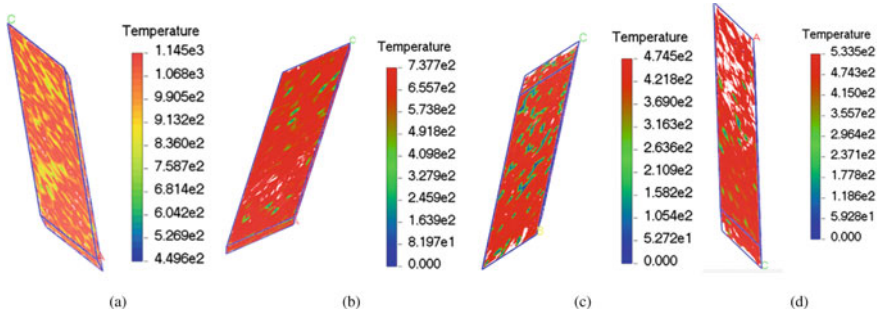 C
Temperature
1.145e3
1.068e3
9.905e2
9.132e2
8.360e2
7.587e2
6.814e2
6.042e2
5.269e2
4.496e2
A
(a)
C
Temperature
7.377e2
6.557e2
5.738e2
4.918e2
4.098e2
3.279e2
2.459e2
1.639e2
8.197e1
0.000
A
(b)
C
Temperature
4.745e2
4.218e2
3.690e2
3.163e2
2.636e2
2.109e2
1.582e2
1.054e2
5.272e1
0.000
(c)
A
Temperature
5.335e2
4.743e2
4.150e2
3.557e2
2.964e2
2.371e2
1.778e2
1.186e2
5.928e1
0.000
C
(d)